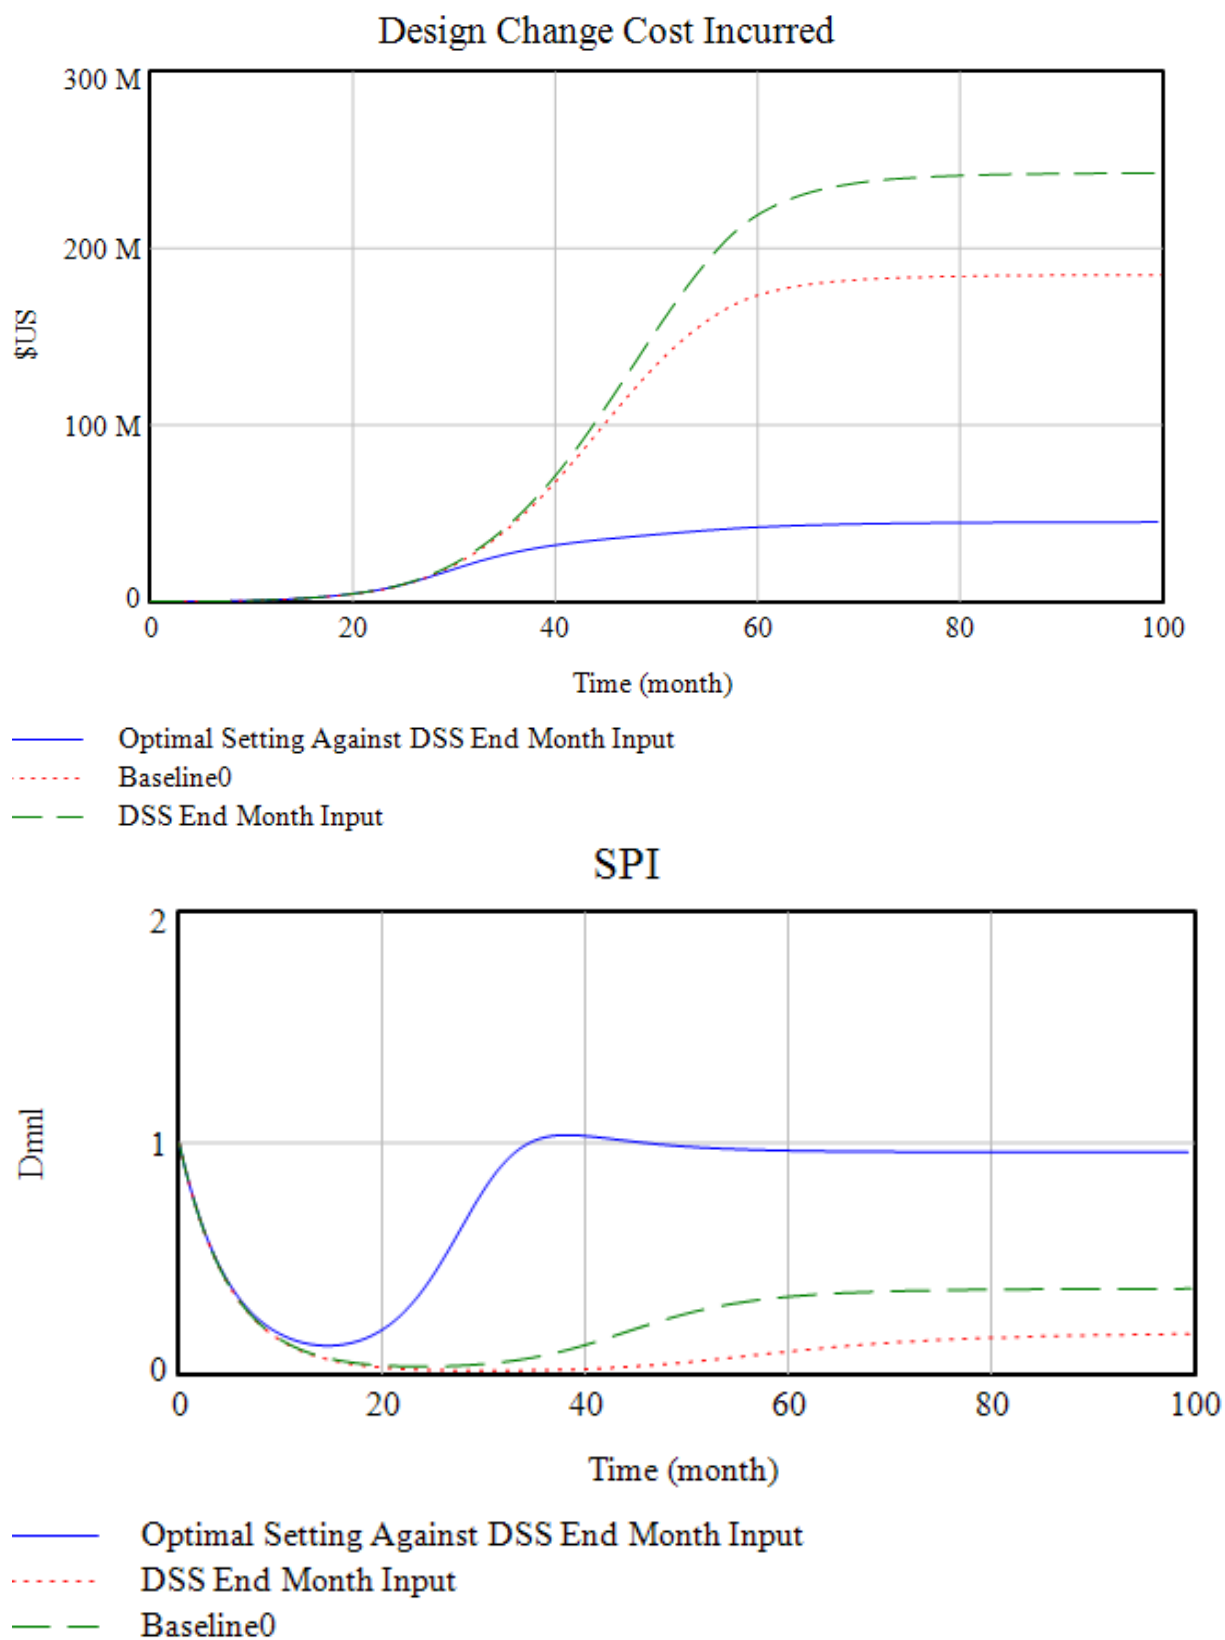 Design Change Cost Incurred
300 M
200 M
$US
100 M
0
0 20 40 60 80 100
Time (month)
Optimal Setting Against DSS End Month Input
Baseline0
DSS End Month Input
SPI
2
Dmnl
1
0
0 20 40 60 80 100
Time (month)
Optimal Setting Against DSS End Month Input
DSS End Month Input
Baseline0